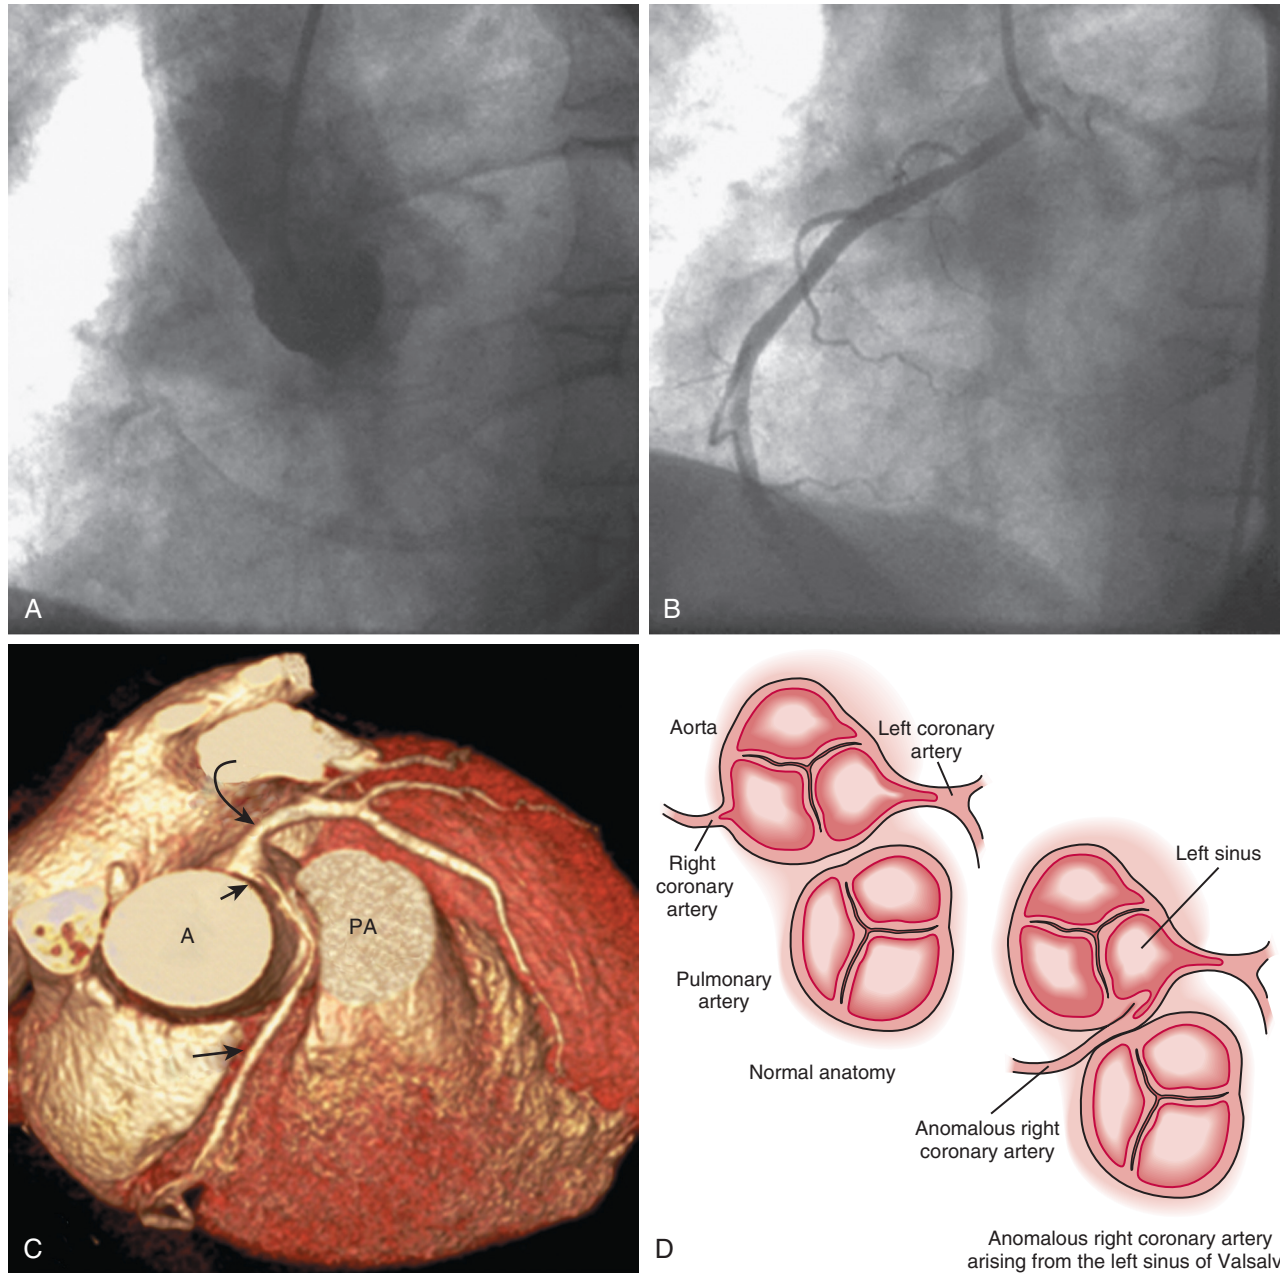 A
B
A
PA
C
Aorta
Left coronary
artery
Right
coronary
artery
Pulmonary
artery
Normal anatomy
Left sinus
Anomalous right
coronary artery
D
Anomalous right coronary artery
arising from the left sinus of Valsalv